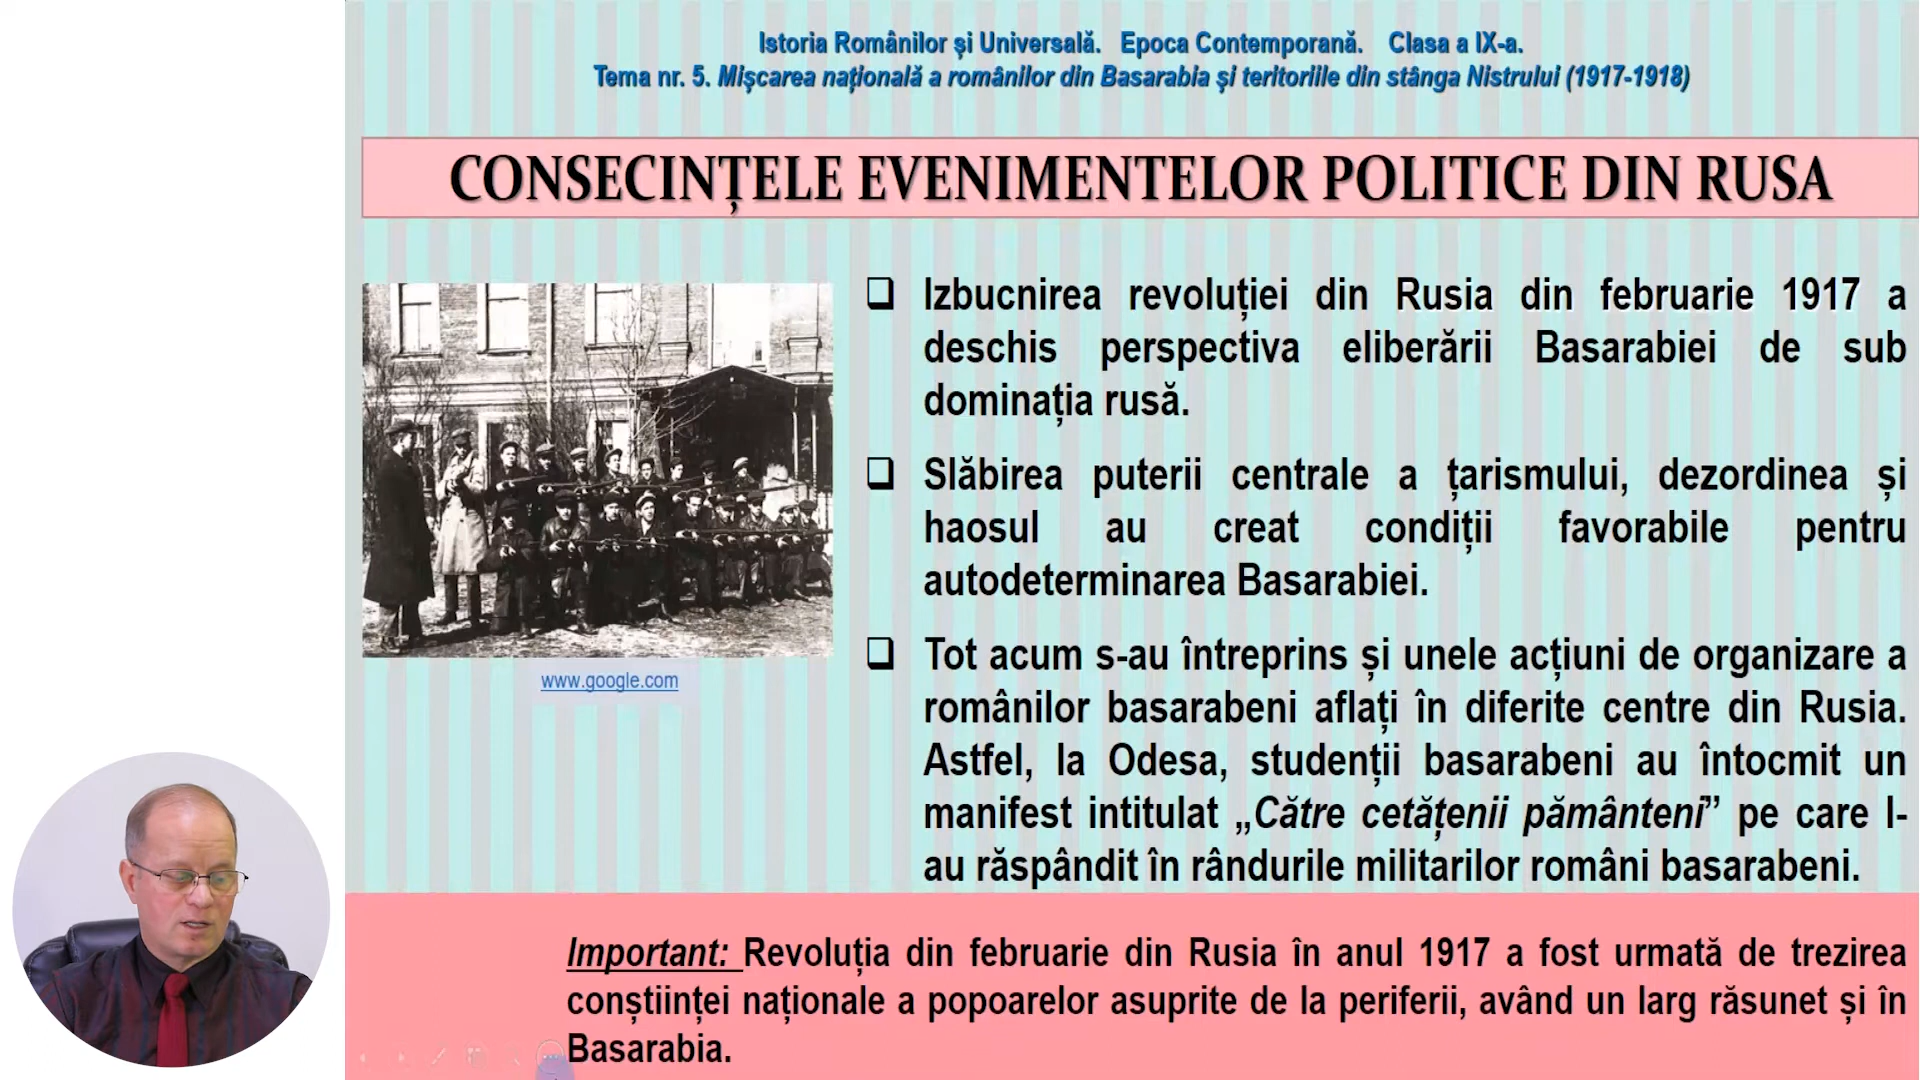 Istoria Românilor și Universală. Epoca Contemporană. Clasa a IX-a.
Tema nr. 5. Mișcarea națională a românilor din Basarabia și teritoriile din stânga Nistrului (1917-1918)
CONSECINȚELE EVENIMENTELOR POLITICE DIN RUSA
Izbucnirea revoluției din Rusia din februarie 1917 a
deschis perspectiva eliberării Basarabiei de sub
dominația rusă.
Slăbirea puterii centrale a țarismului, dezordinea și
haosul au creat condiții favorabile pentru
autodeterminarea Basarabiei.
Tot acum s-au întreprins și unele acțiuni de organizare a
românilor basarabeni aflați în diferite centre din Rusia.
Astfel, la Odesa, studenții basarabeni au întocmit un
manifest intitulat „Către cetățenii pământeni” pe care l-
au răspândit în rândurile militarilor români basarabeni.
www.google.com
Important: Revoluția din februarie din Rusia în anul 1917 a fost urmată de trezirea
conștiinței naționale a popoarelor asuprite de la periferii, având un larg răsunet și în
Basarabia.